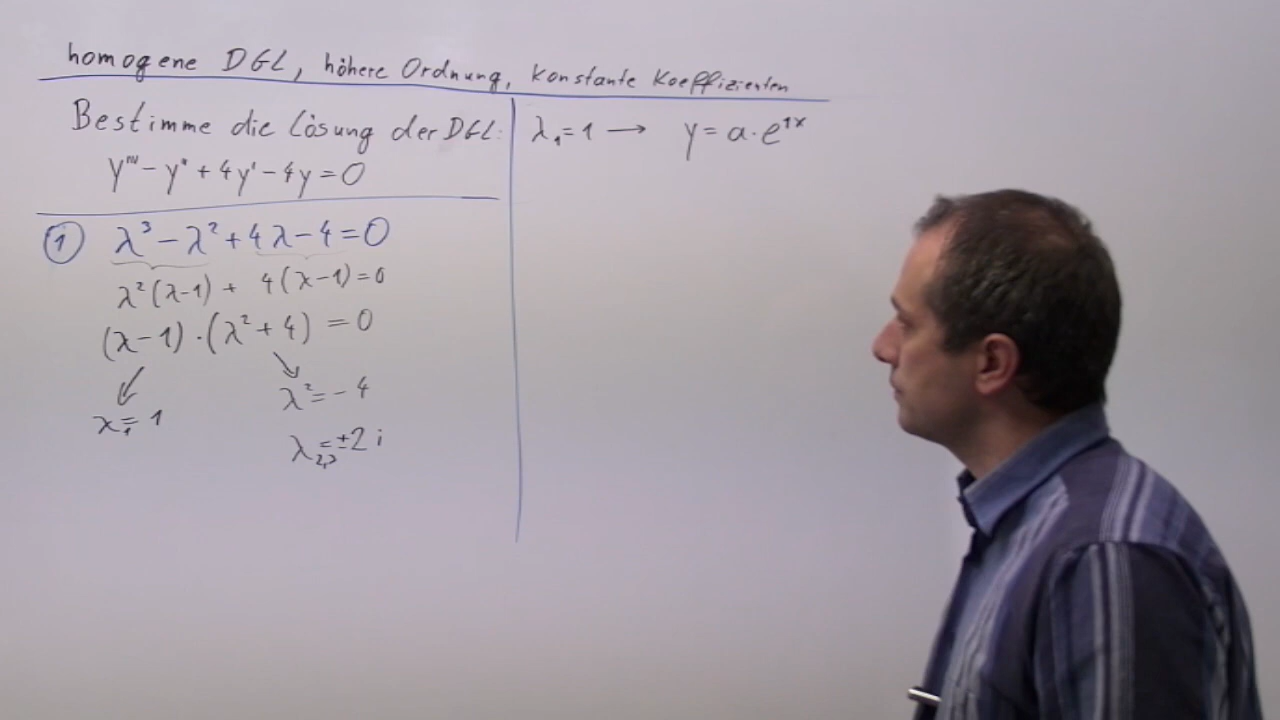 homogene DGL, höhere Ordnung, Konstante Koeffizienten
Bestimme die Lösung der DGL:
y''' - y'' + 4y' - 4y = 0
① λ³ - λ² + 4λ - 4 = 0
λ²(λ-1) + 4(λ-1) = 0
(λ-1)·(λ²+4) = 0
↙ ↘
λ₁ = 1
λ² = -4
λ₂,₃ = ±2i
λ₁ = 1 → y = a·e^{1x}